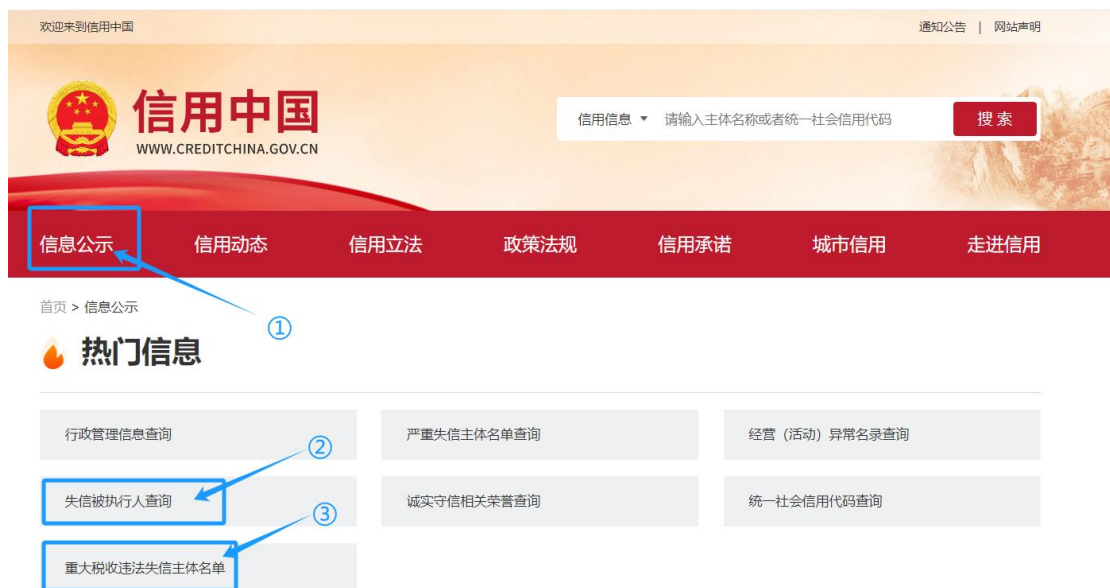 欢迎来到信用中国
通知公告 | 网站声明
信用中国
WWW.CREDITCHINA.GOV.CN
信用信息 请输入主体名称或者统一社会信用代码 搜索
信息公示 信用动态 信用立法 政策法规 信用承诺 城市信用 走进信用
首页 > 信息公示
①
热门信息
行政管理信息查询 严重失信主体名单查询 经营（活动）异常名录查询
②
失信被执行人查询 诚实守信相关荣誉查询 统一社会信用代码查询
③
重大税收违法失信主体名单